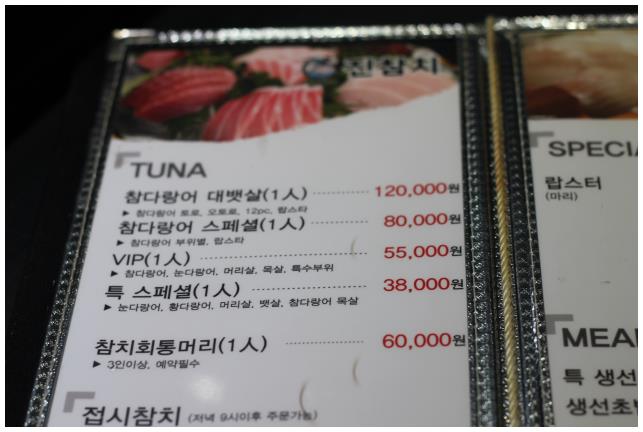 진참치
TUNA
참다랑어 대뱃살(1人) 120,000원
▶ 참다랑어 토로, 오토로, 12pc, 랍스타
참다랑어 스페셜(1人) 80,000원
▶ 참다랑어 부위별, 랍스타
VIP(1人) 55,000원
▶ 참다랑어, 눈다랑어, 머리살, 목살, 특수부위
특 스페셜(1人) 38,000원
▶ 눈다랑어, 황다랑어, 머리살, 뱃살, 참다랑어 목살
참치회통머리(1人) 60,000원
▶ 3인이상, 예약필수
접시참치 (저녁 9시이후 주문가능)
SPECIA
랍스터
(마리)
MEA
특 생선
생선초